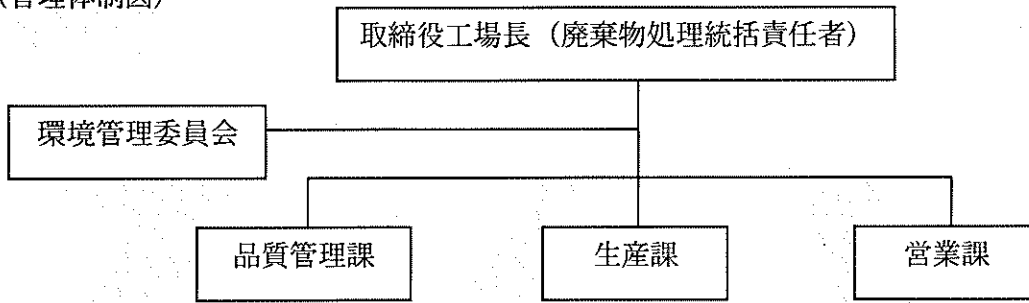 (管理体制図)
取締役工場長(廃棄物処理統括責任者)
環境管理委員会
品質管理課
生産課
営業課